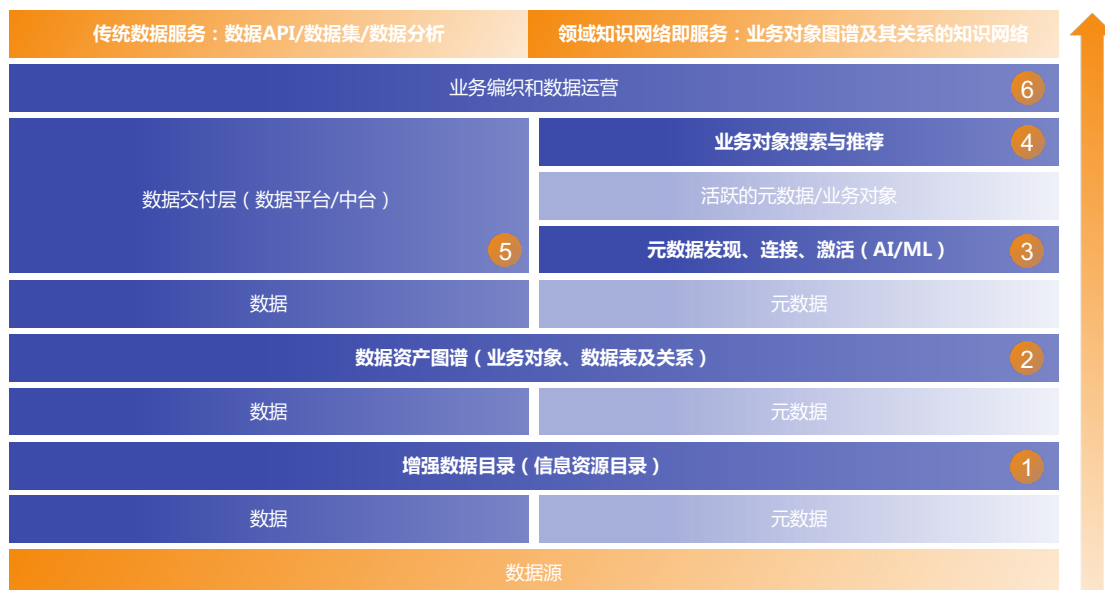 传统数据服务：数据API/数据集/数据分析
领域知识网络即服务：业务对象图谱及其关系的知识网络
业务编织和数据运营
6
数据交付层（数据平台/中台）
5
业务对象搜索与推荐
4
活跃的元数据/业务对象
元数据发现、连接、激活（AI/ML）
3
数据
元数据
数据资产图谱（业务对象、数据表及关系）
2
数据
元数据
增强数据目录（信息资源目录）
1
数据
元数据
数据源